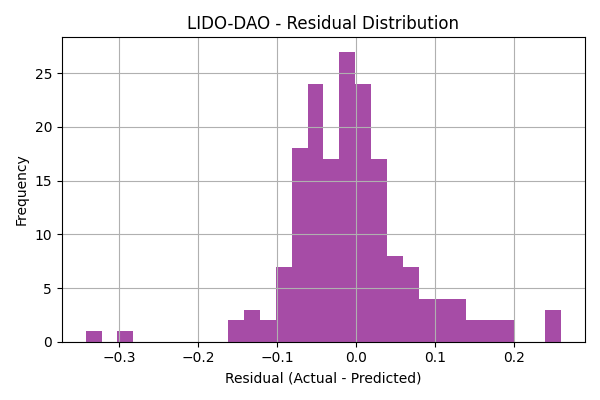 LIDO-DAO - Residual Distribution
Frequency
25
20
15
10
5
0
−0.3 −0.2 −0.1 0.0 0.1 0.2
Residual (Actual - Predicted)